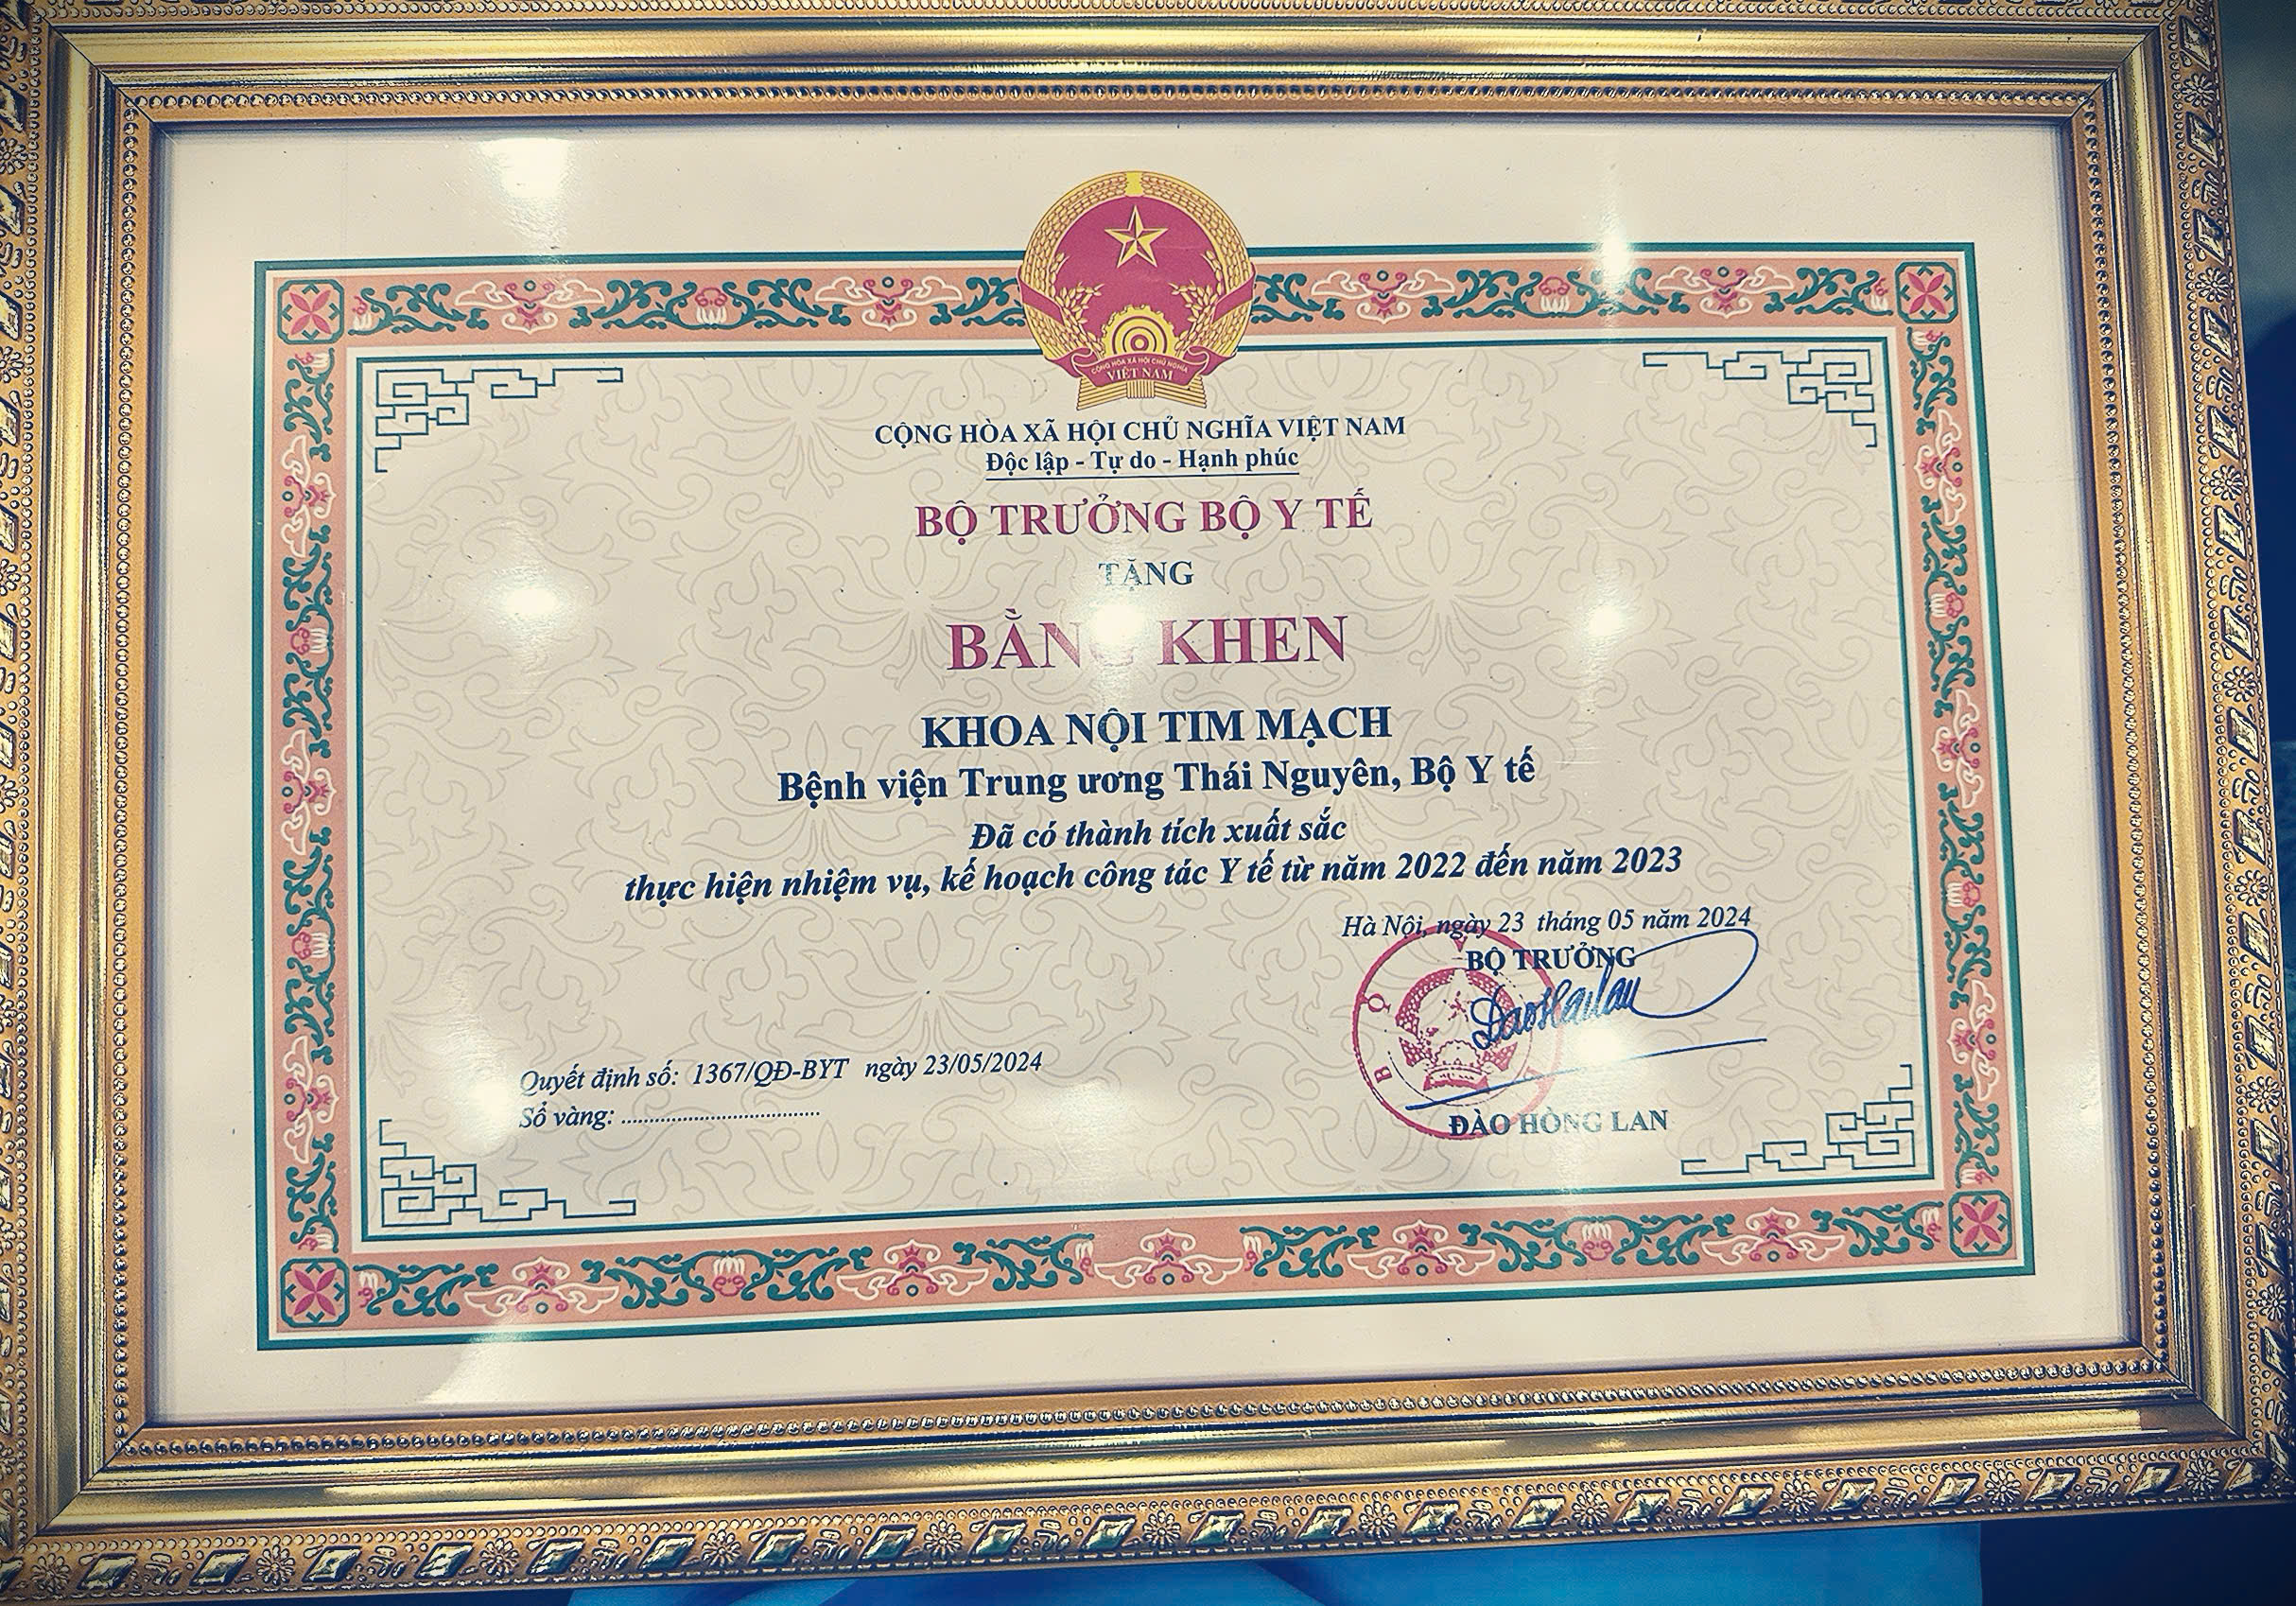 CỘNG HÒA XÃ HỘI CHỦ NGHĨA
VIỆT NAM
CỘNG HÒA XÃ HỘI CHỦ NGHĨA VIỆT NAM
Độc lập - Tự do - Hạnh phúc
BỘ TRƯỞNG BỘ Y TẾ
TẶNG
BẰNG KHEN
KHOA NỘI TIM MẠCH
Bệnh viện Trung ương Thái Nguyên, Bộ Y tế
Đã có thành tích xuất sắc
thực hiện nhiệm vụ, kế hoạch công tác Y tế từ năm 2022 đến năm 2023
Hà Nội, ngày 23 tháng 05 năm 2024
BỘ TRƯỞNG
DaoHonLan
BỘ
Quyết định số: 1367/QĐ-BYT ngày 23/05/2024
Sổ vàng: ....................................
ĐÀO HỒNG LAN